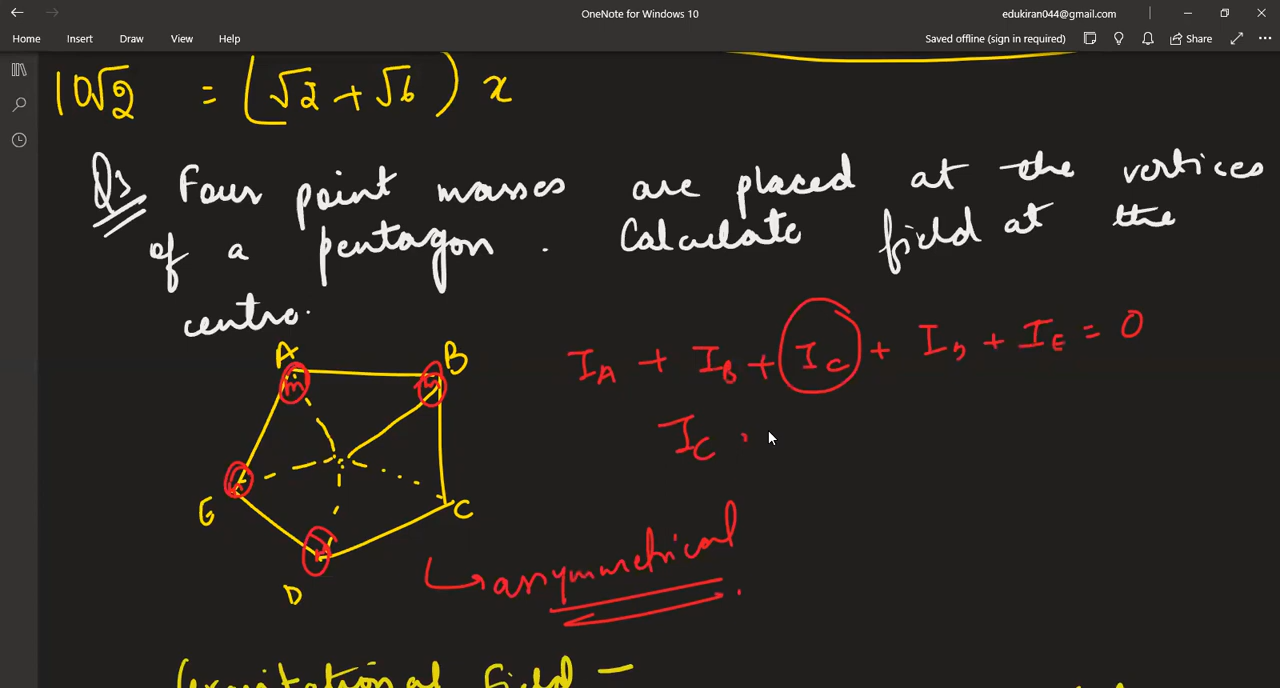 OneNote for Windows 10
edukiran044@gmail.com
Home Insert Draw View Help
Saved offline (sign in required) Share
10√2 = (√2 + √6) x
Q3 Four point masses are placed at the vertices
of a pentagon. Calculate field at the
centre.
A B
I_A + I_B + I_C + I_D + I_E = 0
m m
I_C
E C
D
asymmetrical
Gravitational field -